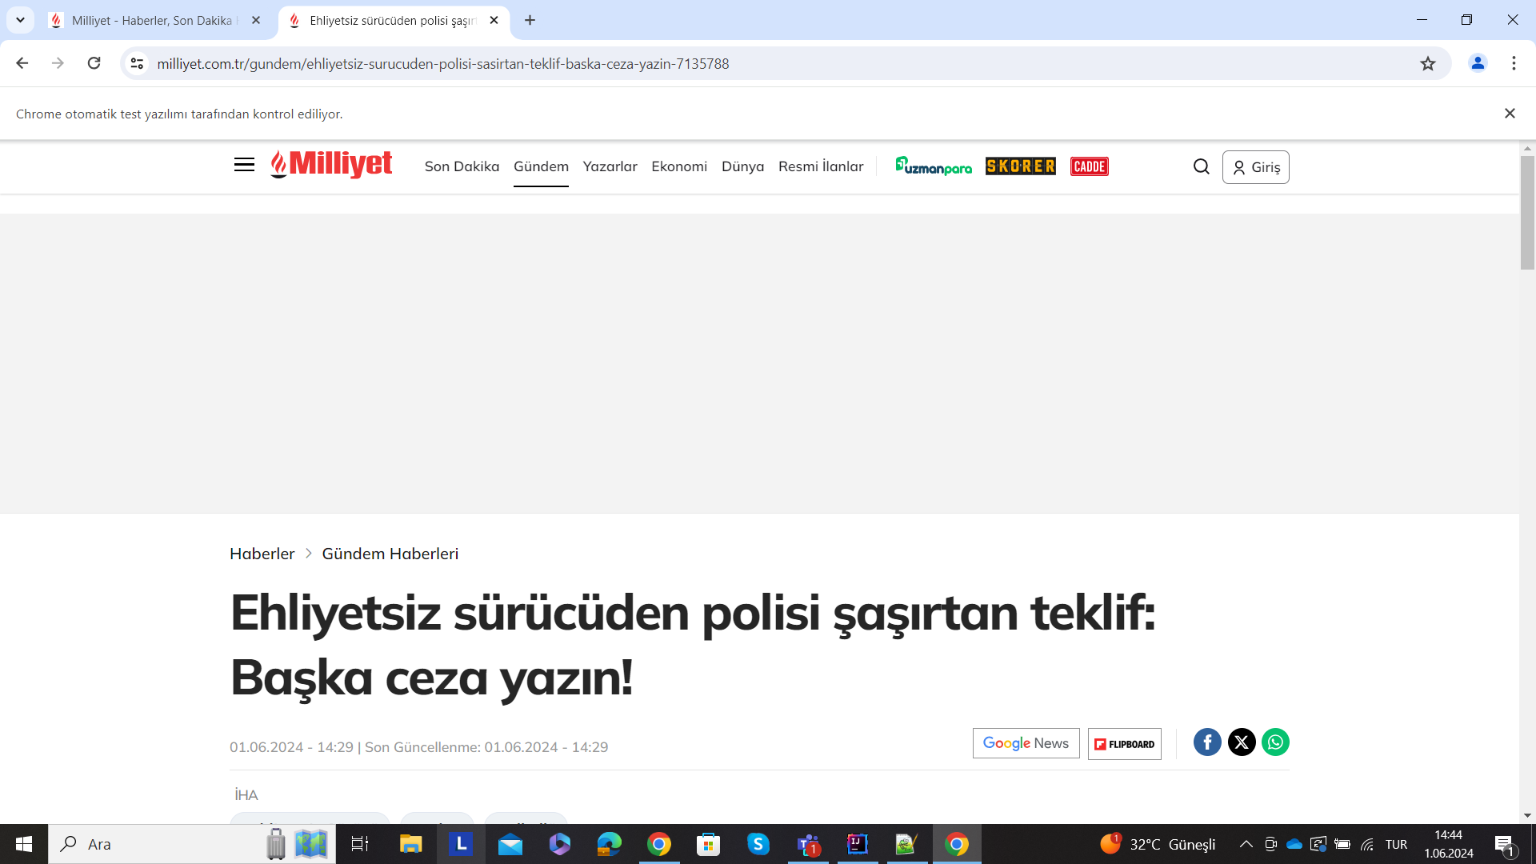 Milliyet - Haberler, Son Dakika
Ehliyetsiz sürücüden polisi şaşırt
milliyet.com.tr/gundem/ehliyetsiz-surucuden-polisi-sasirtan-teklif-baska-ceza-yazin-7135788
Chrome otomatik test yazılımı tarafından kontrol ediliyor.
Milliyet Son Dakika Gündem Yazarlar Ekonomi Dünya Resmi İlanlar uzmanpara SKORER CADDE Giriş
Haberler > Gündem Haberleri
Ehliyetsiz sürücüden polisi şaşırtan teklif:
Başka ceza yazın!
01.06.2024 - 14:29 | Son Güncellenme: 01.06.2024 - 14:29
Google News FLIPBOARD
İHA
Ara
32°C Güneşli
TUR
14:44
1.06.2024